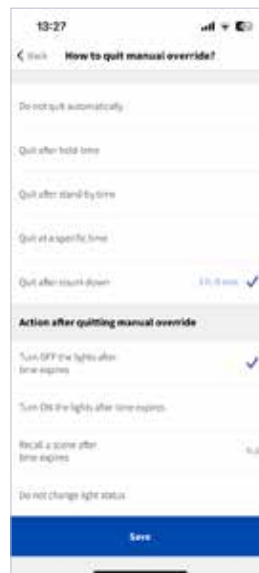 13:27
Back
How to quit manual override?
Do not quit automatically
Quit after hold time
Quit after stand by time
Quit at a specific time
Quit after count down
Action after quitting manual override
Turn OFF the lights after
time expires
Turn ON the lights after time expires
Recall a scene after
time expires
Do not change light status
Save